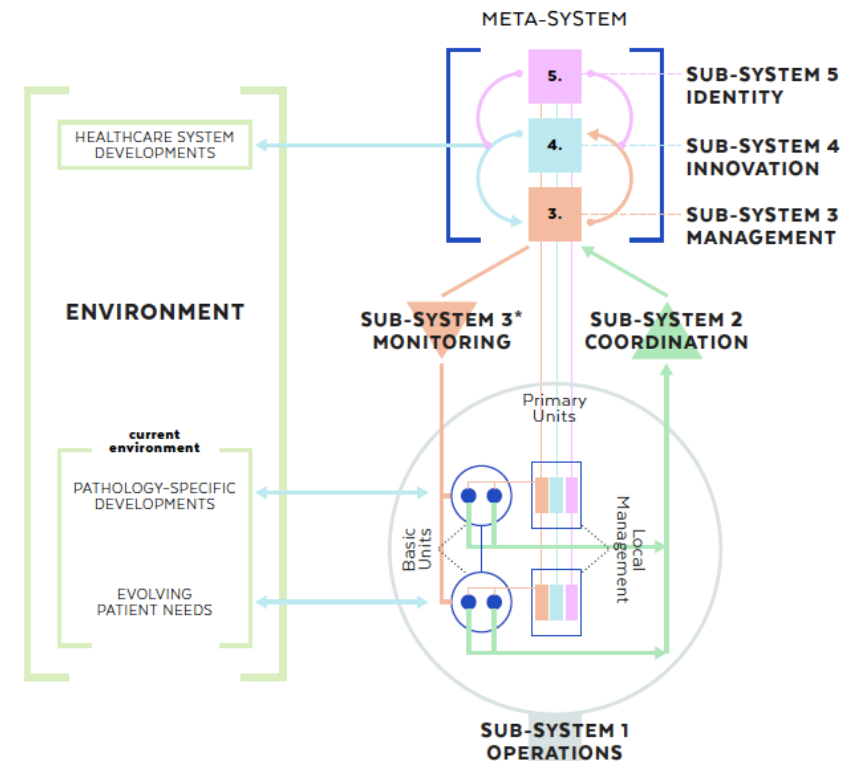 META-SYSTEM
5.
SUB-SYSTEM 5
IDENTITY
HEALTHCARE SYSTEM
DEVELOPMENTS
4.
SUB-SYSTEM 4
INNOVATION
3.
SUB-SYSTEM 3
MANAGEMENT
ENVIRONMENT
SUB-SYSTEM 3*
MONITORING
SUB-SYSTEM 2
COORDINATION
Primary
Units
current
environment
PATHOLOGY-SPECIFIC
DEVELOPMENTS
Basic
Units
Local
Management
EVOLVING
PATIENT NEEDS
SUB-SYSTEM 1
OPERATIONS